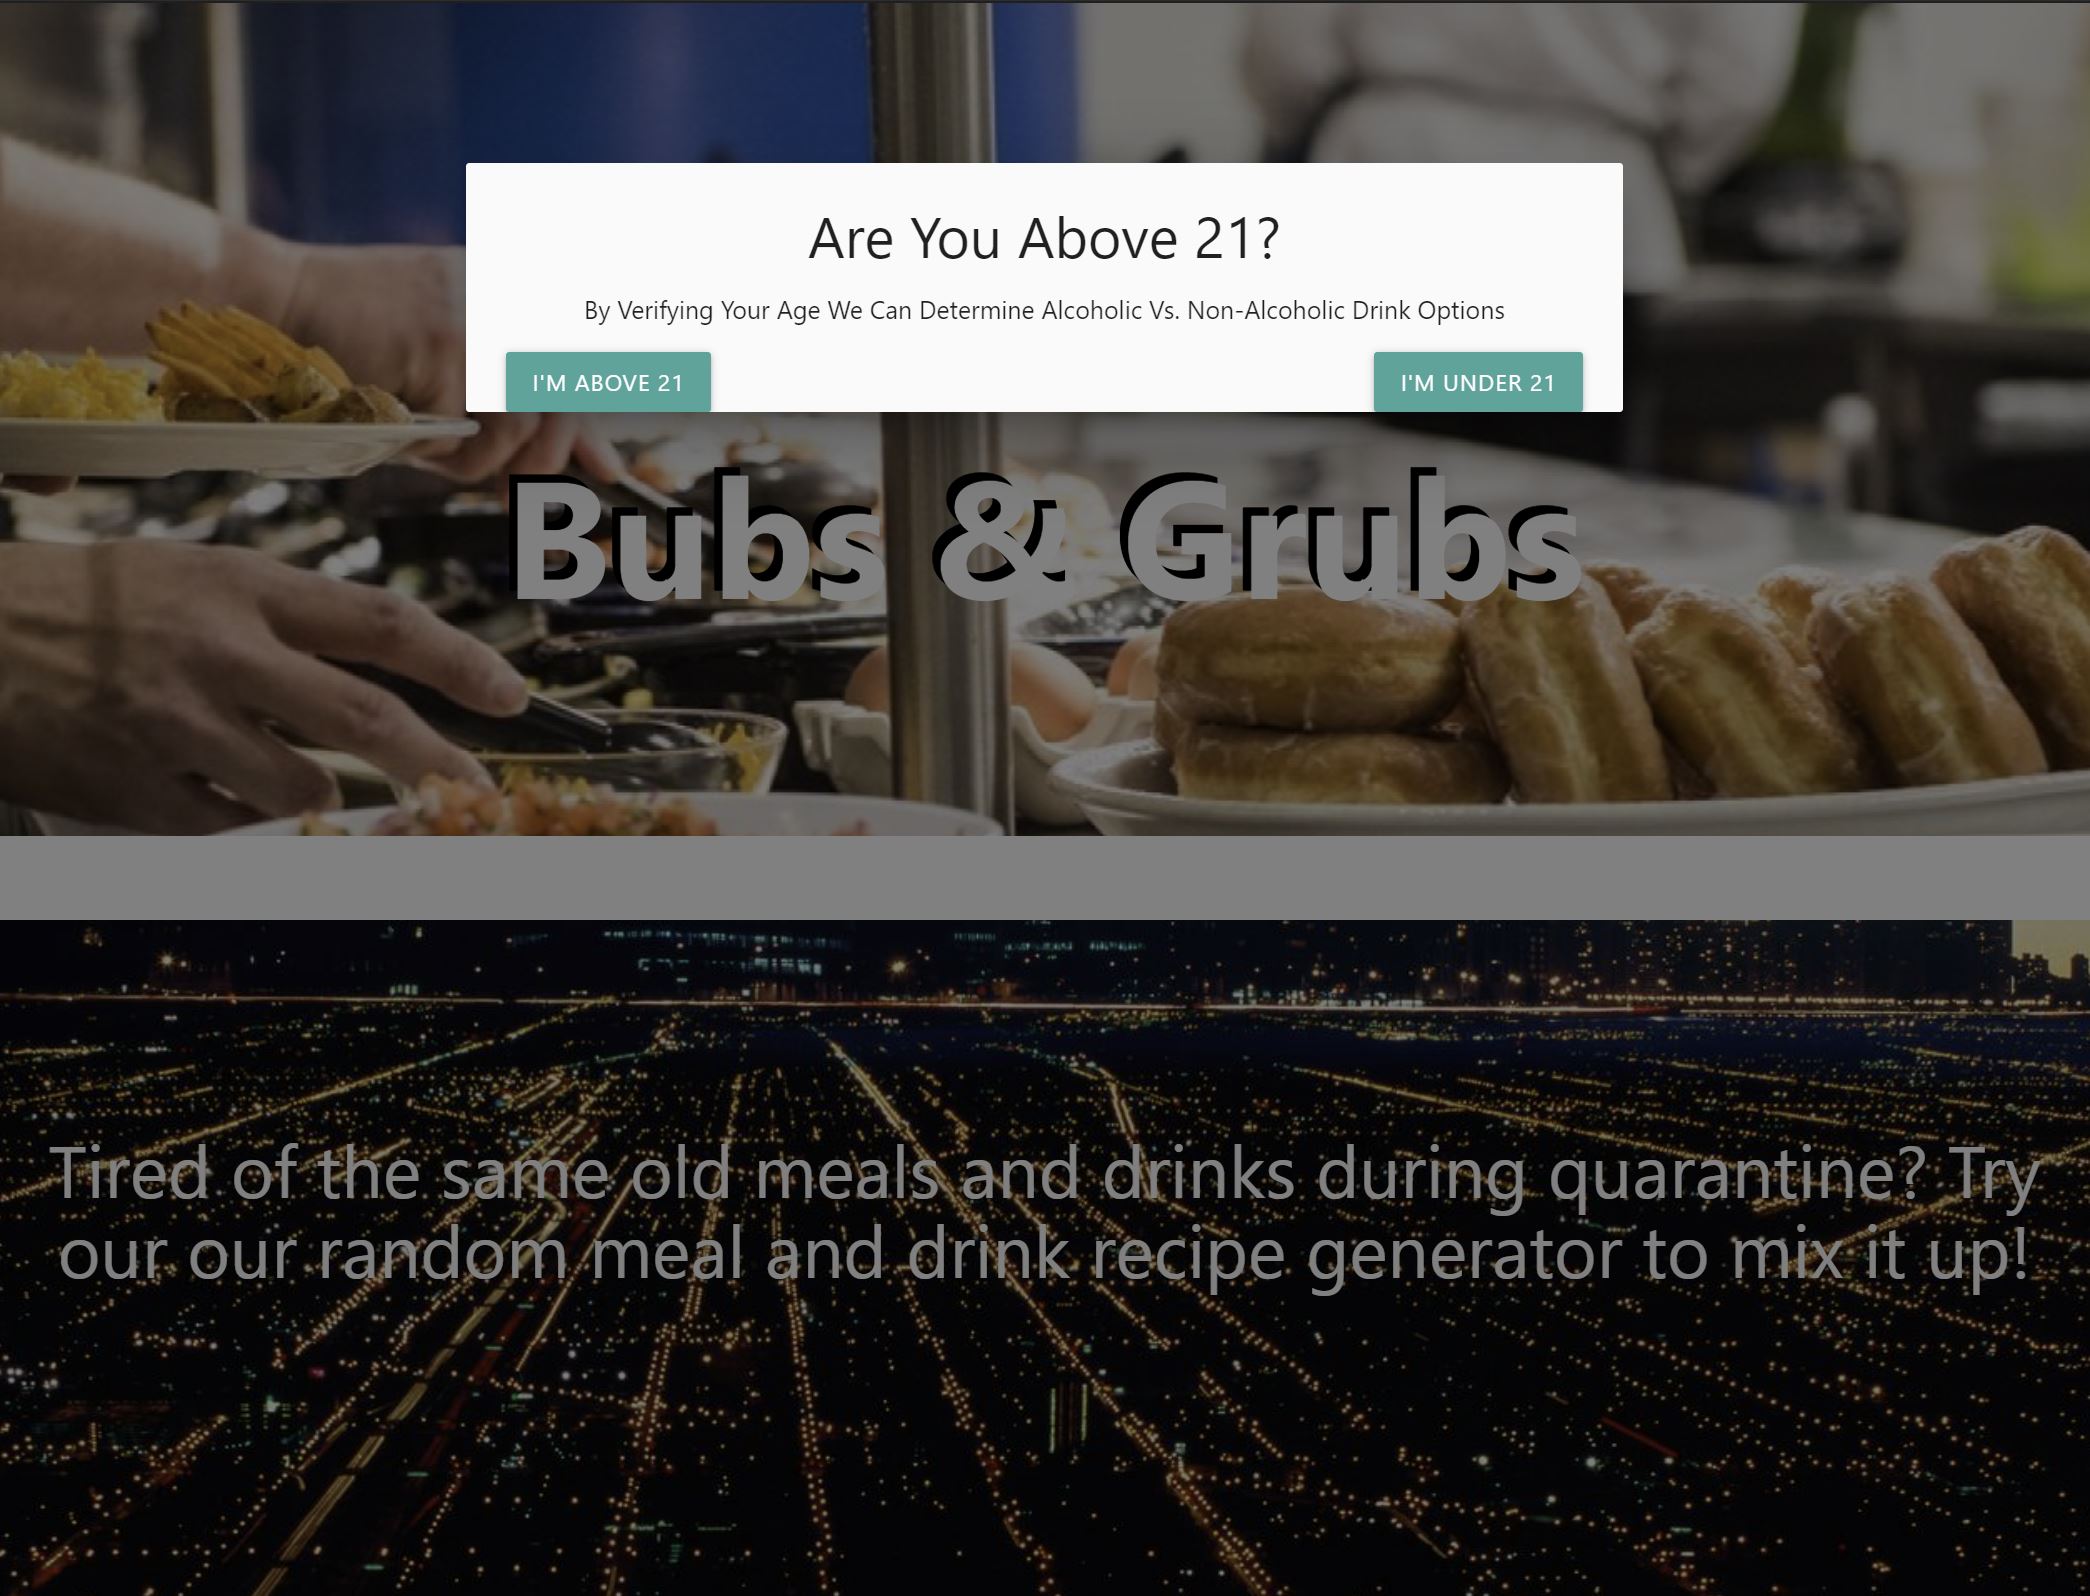 Are You Above 21?
By Verifying Your Age We Can Determine Alcoholic Vs. Non-Alcoholic Drink Options
I'M ABOVE 21
I'M UNDER 21
Bubs & Grubs
Tired of the same old meals and drinks during quarantine? Try
our our random meal and drink recipe generator to mix it up!